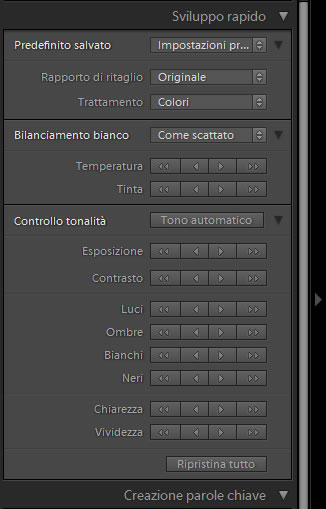 Sviluppo rapido
Predefinito salvato Impostazioni pr...
Rapporto di ritaglio Originale
Trattamento Colori
Bilanciamento bianco Come scattato
Temperatura
Tinta
Controllo tonalità Tono automatico
Esposizione
Contrasto
Luci
Ombre
Bianchi
Neri
Chiarezza
Vividezza
Ripristina tutto
Creazione parole chiave